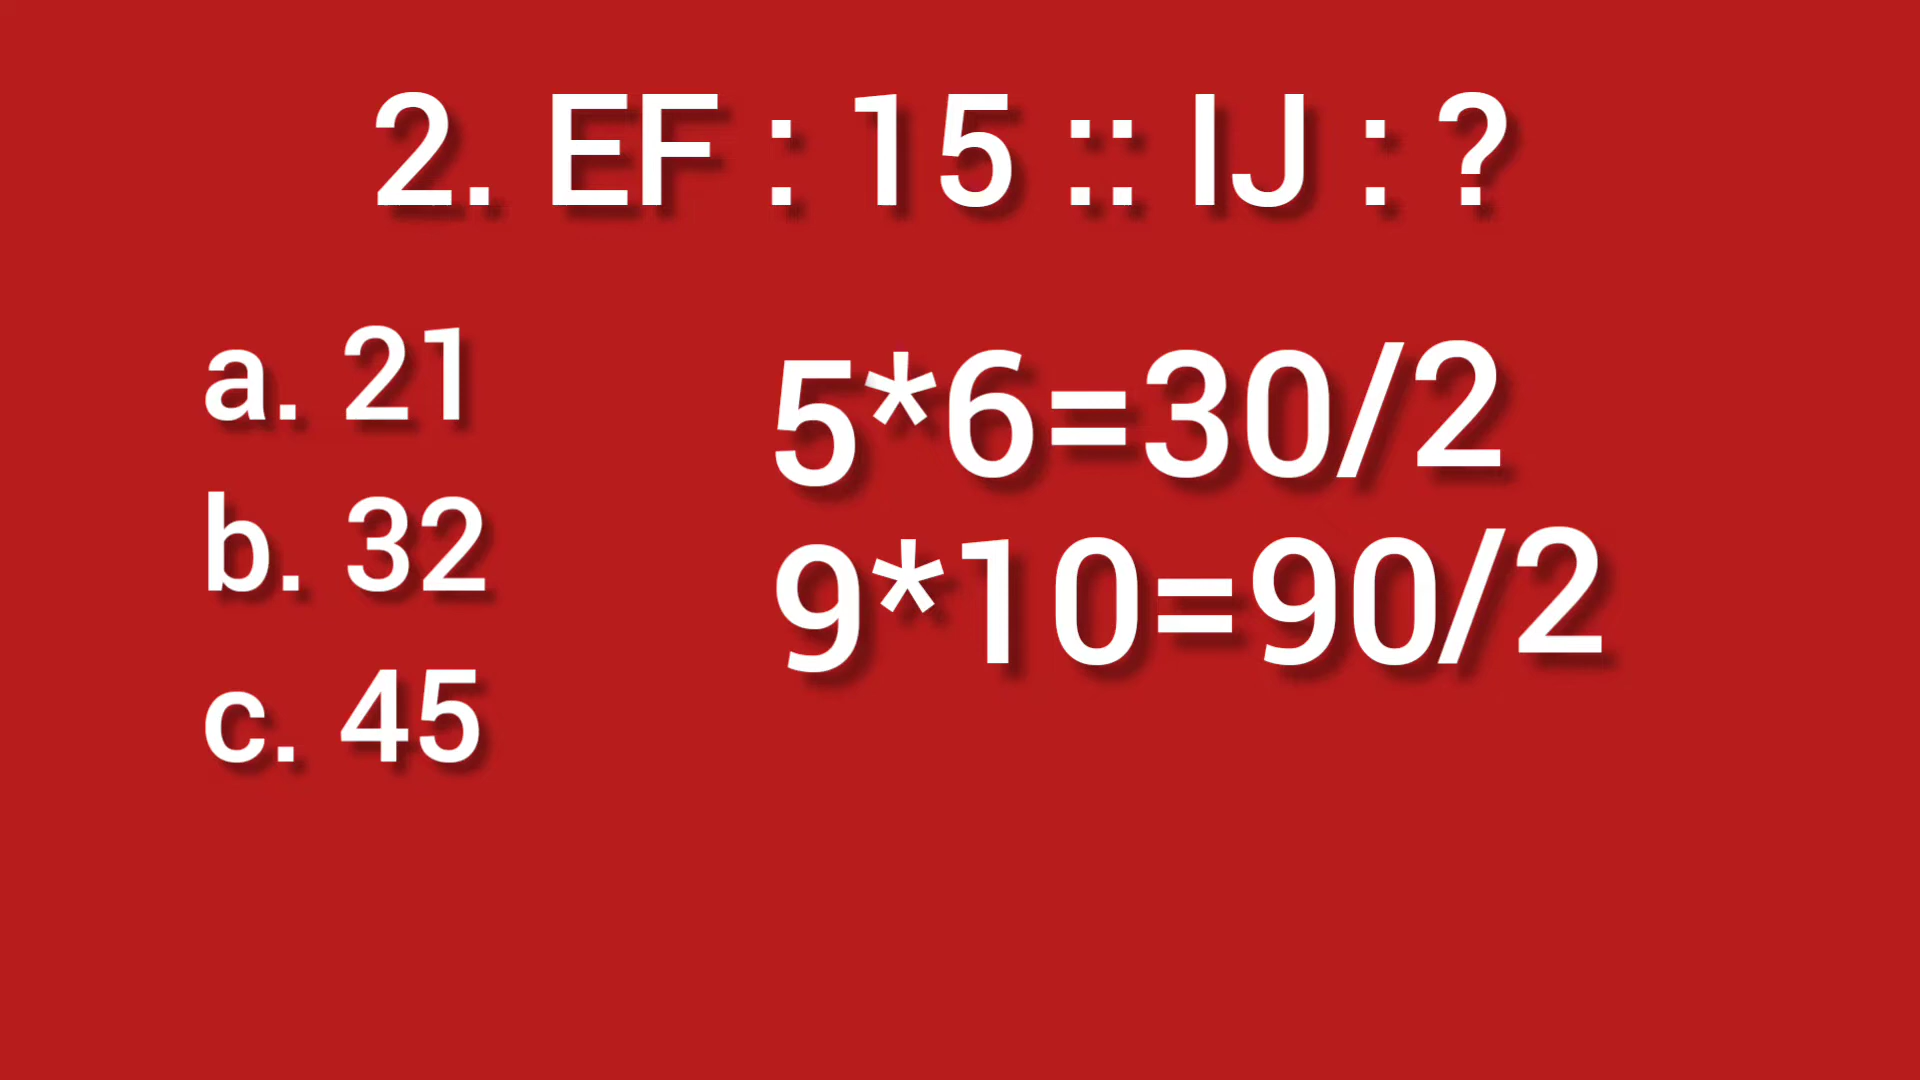 2. EF : 15 :: IJ : ?
a. 21
b. 32
c. 45
5*6=30/2
9*10=90/2